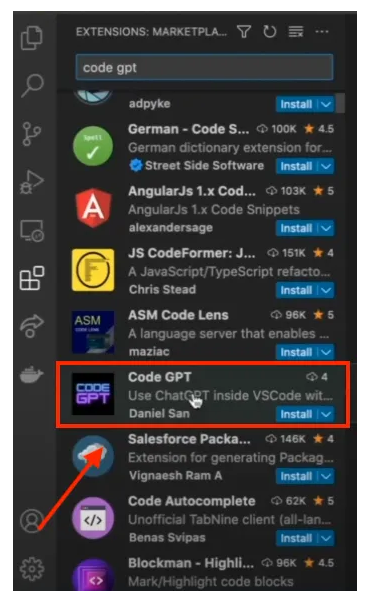 EXTENSIONS: MARKETPLA...
code gpt
adpyke
Install
German - Code S... 100K ★ 4.5
Spell
German dictionary extension for...
Street Side Software Install
AngularJs 1.x Cod... 103K ★ 5
A
AngularJs 1.x Code Snippets
alexandersage Install
JS CodeFormer: J... 151K ★ 4
F
A JavaScript/TypeScript refacto...
Chris Stead Install
ASM Code Lens 96K ★ 5
ASM
A language server that enables ...
maziac Install
Code GPT 4
CODE
GPT
Use ChatGPT inside VSCode wit...
Daniel San Install
Salesforce Packa... 146K ★ 4
Extension for generating Packag...
Vignaesh Ram A Install
Code Autocomplete 62K ★ 5
</>
Unofficial TabNine client (all-lan...
Benas Svipas Install
Blockman - Highli... 96K ★ 4.5
<>
Mark/Highlight code blocks